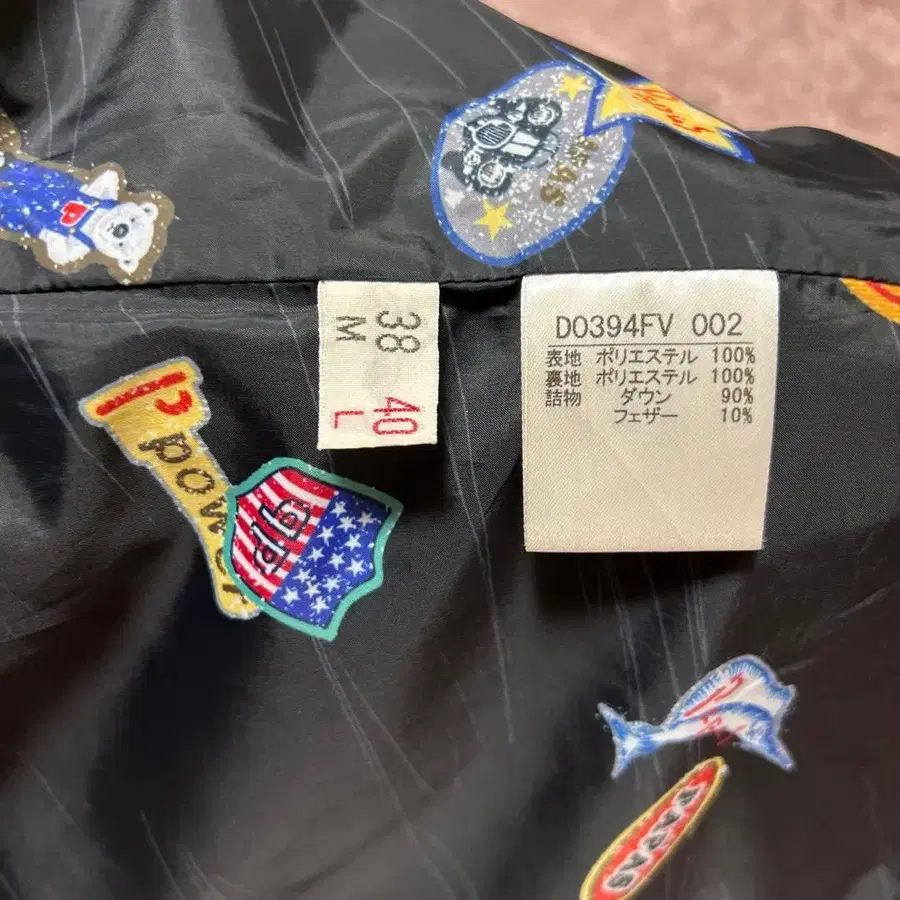 PAPAS
P
38 40
M L
D0394FV 002
表地 ポリエステル 100%
裏地 ポリエステル 100%
詰物 ダウン 90%
フェザー 10%
power
PAPAS